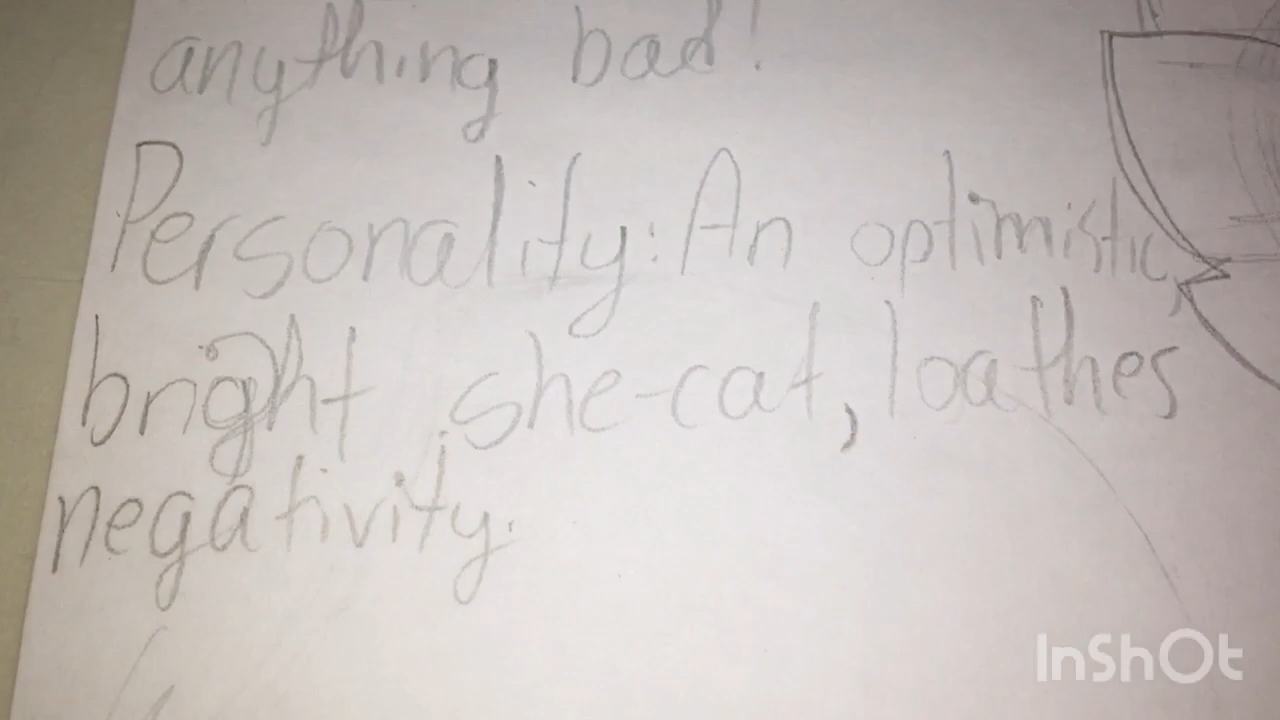 anything bad!
Personality: An optimistic,
bright she-cat, loathes
negativity.
InShOt